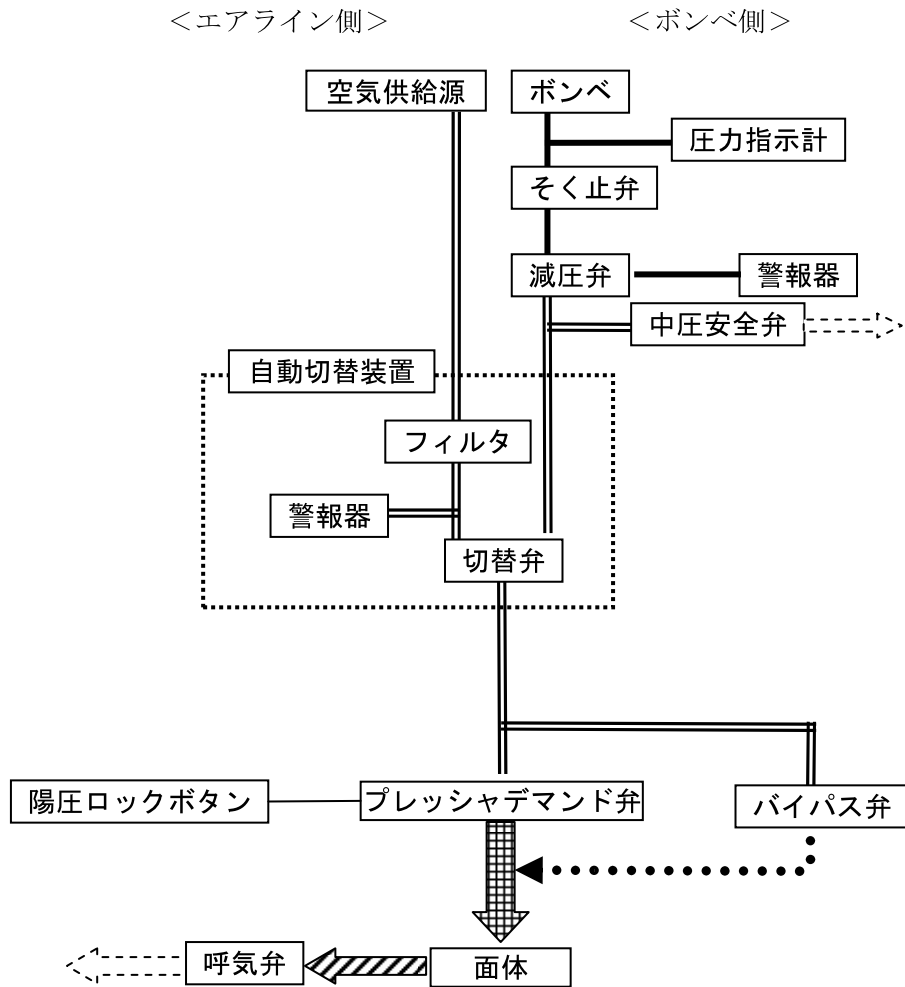 ＜エアライン側＞
＜ボンベ側＞
空気供給源
ボンベ
圧力指示計
そく止弁
減圧弁
警報器
中圧安全弁
自動切替装置
フィルタ
警報器
切替弁
陽圧ロックボタン
プレッシャデマンド弁
バイパス弁
呼気弁
面体